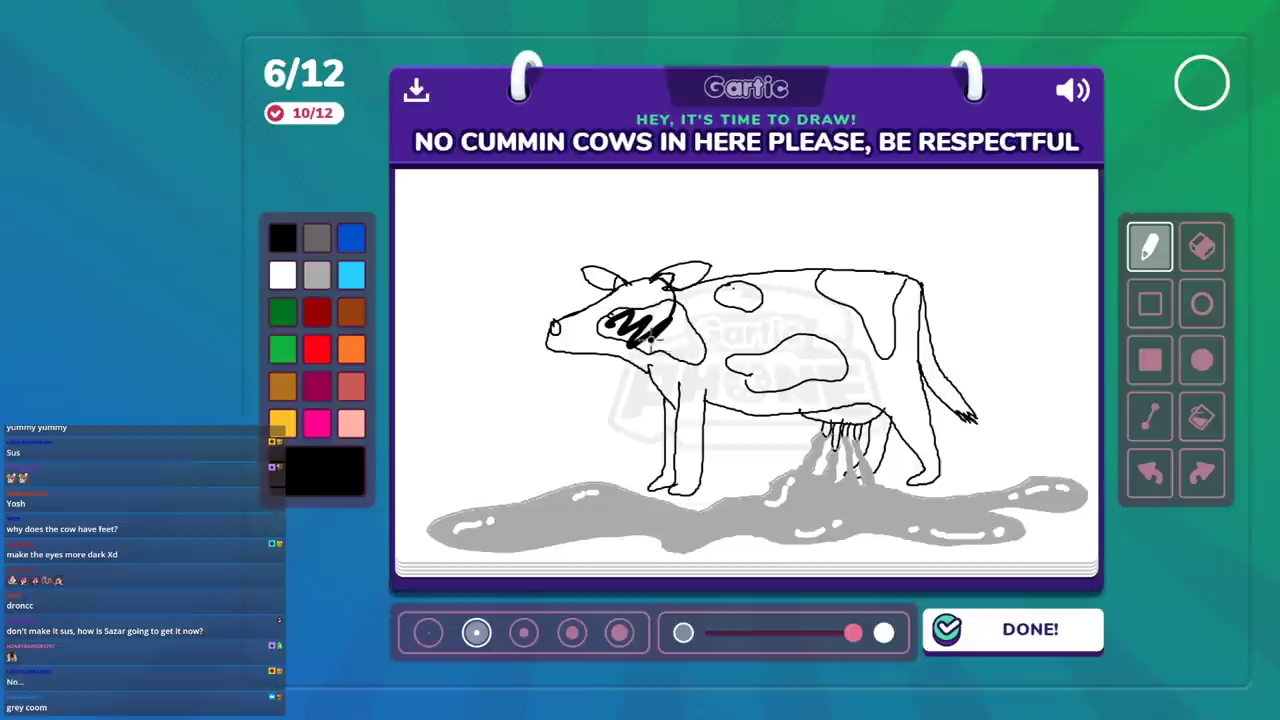 6/12
10/12
Gartic
HEY, IT'S TIME TO DRAW!
NO CUMMIN COWS IN HERE PLEASE, BE RESPECTFUL
Gartic
PHONE
yummy yummy
Sus
Yosh
why does the cow have feet?
make the eyes more dark Xd
droncc
don't make it sus, how is Sazar going to get it now?
No...
grey coom
DONE!